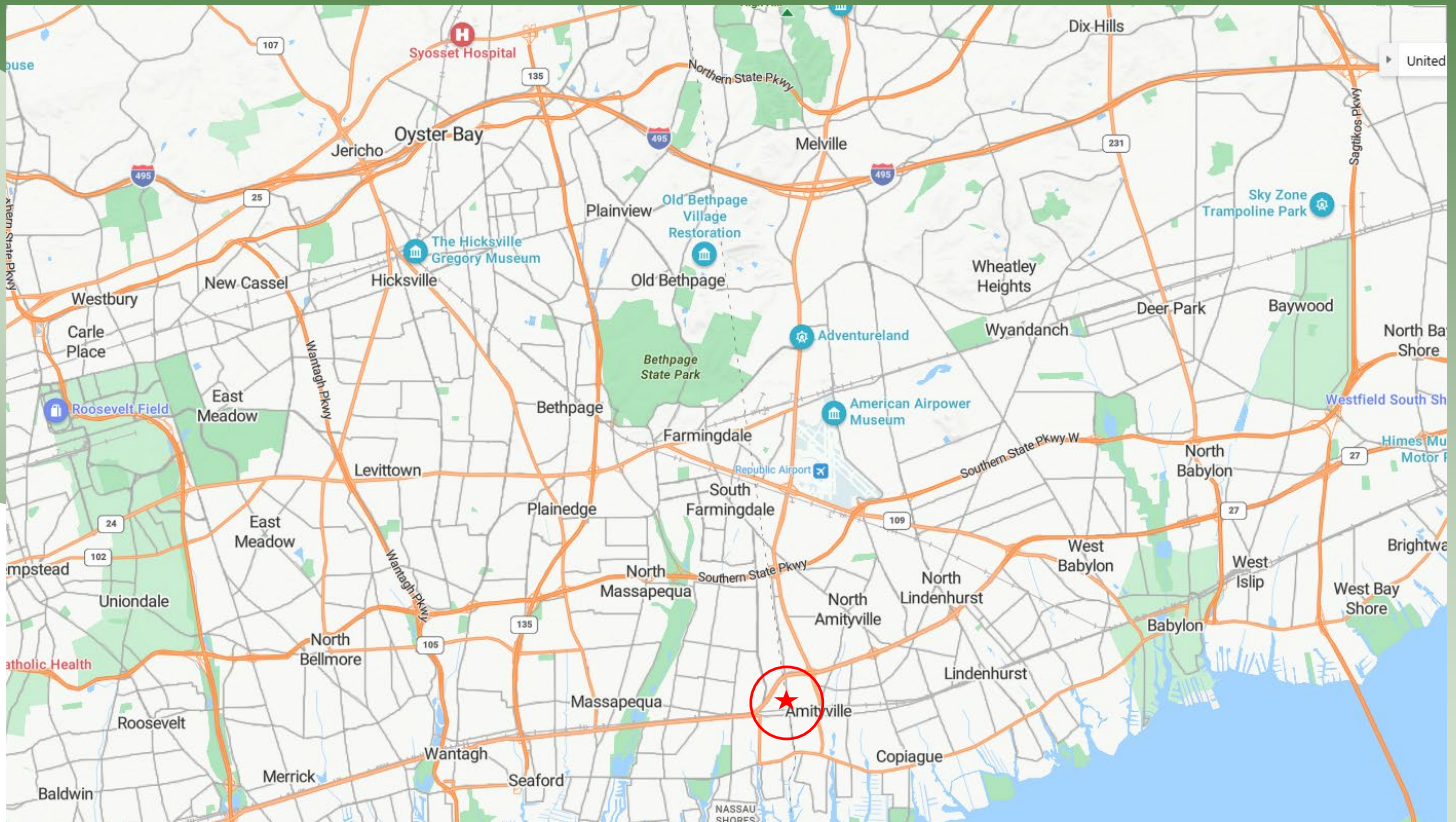 Dix Hills
107
Syosset Hospital
135
United
Northern State Pkwy
495
Oyster Bay
Jericho
Melville
231
Sagtikos Pkwy
495
495
25
Plainview
Old Bethpage
Village
Restoration
Sky Zone
Trampoline Park
The Hicksville
Gregory Museum
Hicksville
New Cassel
Old Bethpage
Wheatley
Heights
Westbury
Deer Park
Baywood
Carle
Place
Wyandanch
North Ba
Shore
Adventureland
Bethpage
State Park
Wantagh Pkwy
East
Meadow
Roosevelt Field
Bethpage
American Airpower
Museum
Westfield South Sh
Farmingdale
Southern State Pkwy W
Himes Mu
Motor
27
Levittown
Republic Airport
North
Babylon
South
Farmingdale
Plainedge
24
East
Meadow
109
27
102
Wantagh Pkwy
West
Babylon
Brightwa
empstead
North
Massapequa
Southern State Pkwy
North
Lindenhurst
West
Islip
Uniondale
North
Amityville
West Bay
Shore
135
Babylon
North
Bellmore
105
atholic Health
Lindenhurst
Massapequa
Amityville
Roosevelt
Wantagh
Copiague
Merrick
Seaford
Baldwin
NASSAU
SHORES